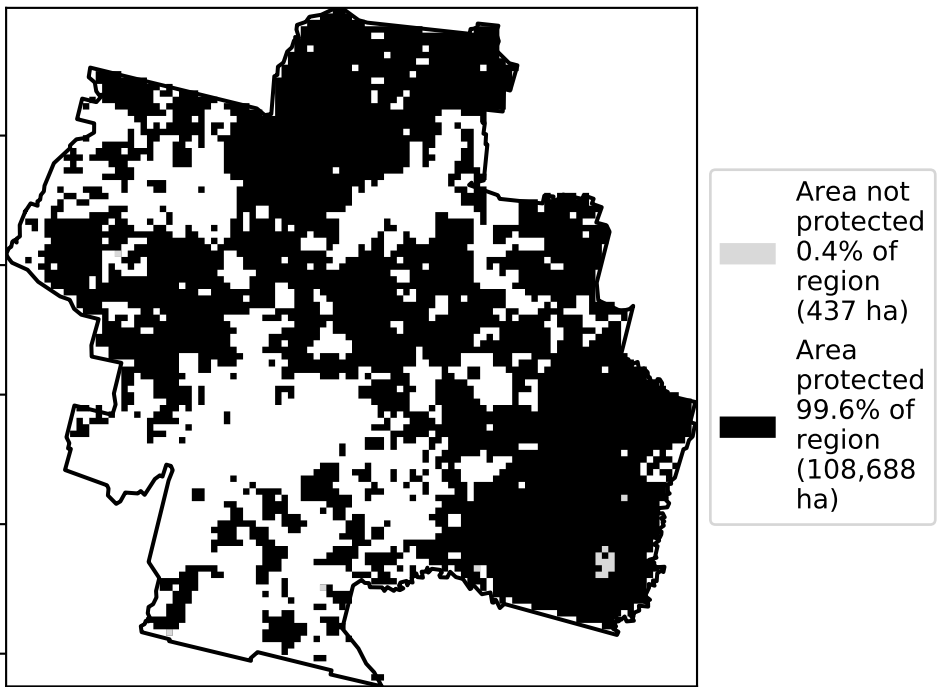 Area not
protected
0.4% of
region
(437 ha)
Area
protected
99.6% of
region
(108,688
ha)